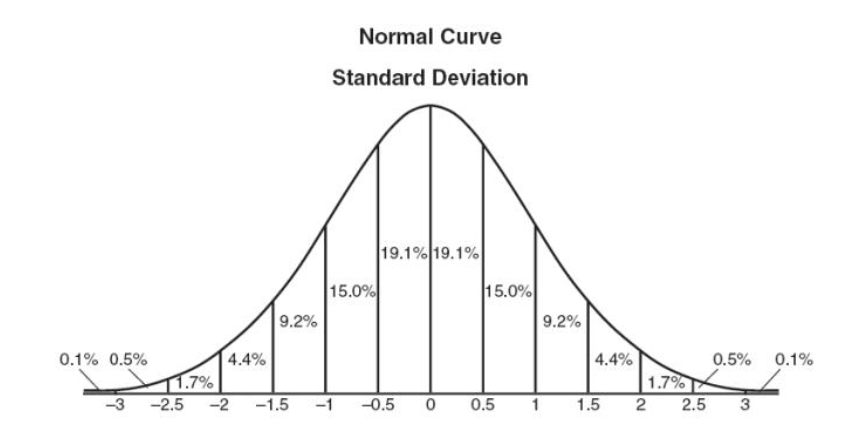 Normal Curve
Standard Deviation
19.1% 19.1%
15.0% 15.0%
9.2% 9.2%
0.1% 0.5% 4.4% 4.4% 0.5% 0.1%
1.7% 1.7%
−3 −2.5 −2 −1.5 −1 −0.5 0 0.5 1 1.5 2 2.5 3